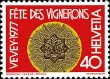 FÊTE DES VIGNERONS
VEVEY 1977
HELVETIA
40